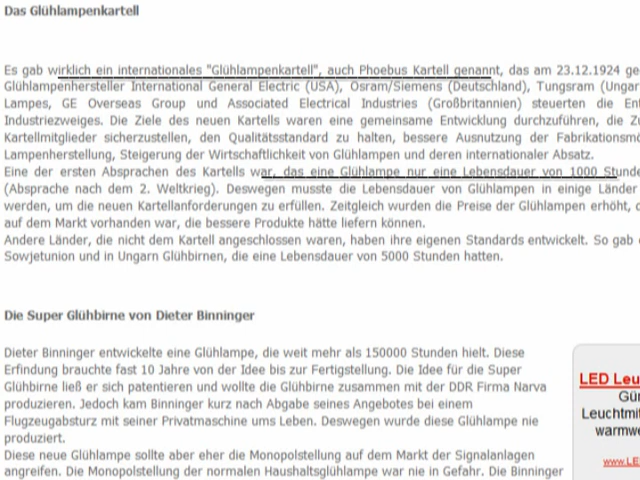 Das Glühlampenkartell
Es gab wirklich ein internationales "Glühlampenkartell", auch Phoebus Kartell genannt, das am 23.12.1924 ge
Glühlampenhersteller International General Electric (USA), Osram/Siemens (Deutschland), Tungsram (Ungar
Lampes, GE Overseas Group und Associated Electrical Industries (Großbritannien) steuerten die Ent
Industriezweiges. Die Ziele des neuen Kartells waren eine gemeinsame Entwicklung durchzuführen, die Zu
Kartellmitglieder sicherzustellen, den Qualitätsstandard zu halten, bessere Ausnutzung der Fabrikationsmö
Lampenherstellung, Steigerung der Wirtschaftlichkeit von Glühlampen und deren internationaler Absatz.
Eine der ersten Absprachen des Kartells war, das eine Glühlampe nur eine Lebensdauer von 1000 Stunde
(Absprache nach dem 2. Weltkrieg). Deswegen musste die Lebensdauer von Glühlampen in einige Länder
werden, um die neuen Kartellanforderungen zu erfüllen. Zeitgleich wurden die Preise der Glühlampen erhöht, d
auf dem Markt vorhanden war, die bessere Produkte hätte liefern können.
Andere Länder, die nicht dem Kartell angeschlossen waren, haben ihre eigenen Standards entwickelt. So gab
Sowjetunion und in Ungarn Glühbirnen, die eine Lebensdauer von 5000 Stunden hatten.
Die Super Glühbirne von Dieter Binninger
Dieter Binninger entwickelte eine Glühlampe, die weit mehr als 150000 Stunden hielt. Diese
Erfindung brauchte fast 10 Jahre von der Idee bis zur Fertigstellung. Die Idee für die Super
Glühbirne ließ er sich patentieren und wollte die Glühbirne zusammen mit der DDR Firma Narva
produzieren. Jedoch kam Binninger kurz nach Abgabe seines Angebotes bei einem
Flugzeugabsturz mit seiner Privatmaschine ums Leben. Deswegen wurde diese Glühlampe nie
produziert.
Diese neue Glühlampe sollte aber eher die Monopolstellung auf dem Markt der Signalanlagen
angreifen. Die Monopolstellung der normalen Haushaltsglühlampe war nie in Gefahr. Die Binninger
LED Leu
Gün
Leuchtmit
warmwe
www.LE